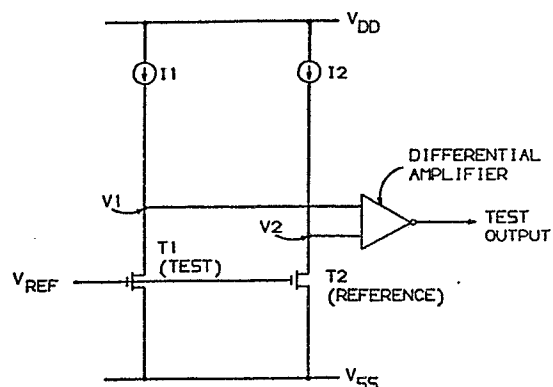 VDD
I1
I2
DIFFERENTIAL
AMPLIFIER
V1
V2
TEST
OUTPUT
T1
(TEST)
T2
(REFERENCE)
VREF
VSS